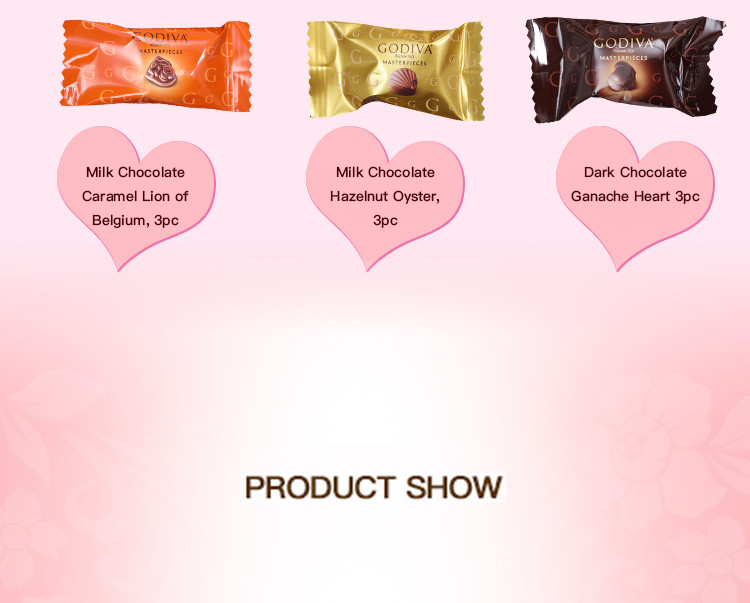 GODIVA
MASTERPIECES
GODIVA
MASTERPIECES
GODIVA
MASTERPIECES
Milk Chocolate
Caramel Lion of
Belgium, 3pc
Milk Chocolate
Hazelnut Oyster,
3pc
Dark Chocolate
Ganache Heart 3pc
PRODUCT SHOW